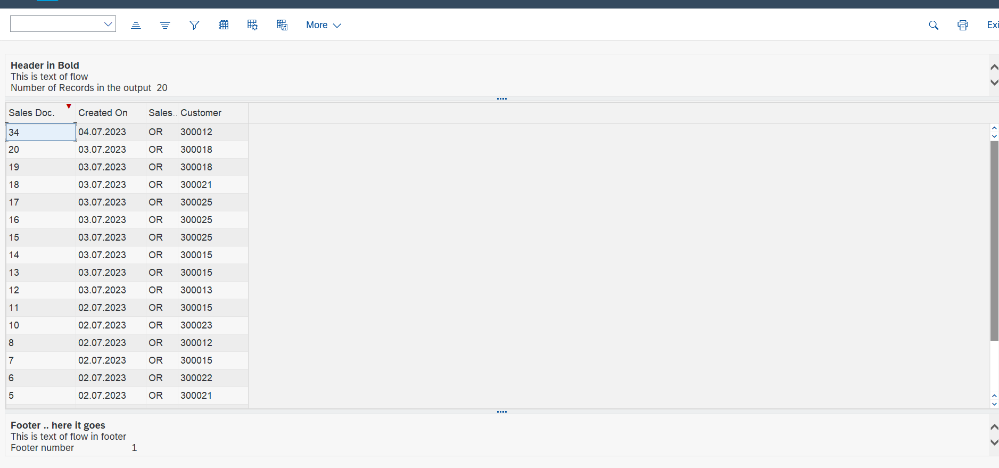 More
Exi
Header in Bold
This is text of flow
Number of Records in the output 20
Sales Doc. Created On Sales... Customer
34 04.07.2023 OR 300012
20 03.07.2023 OR 300018
19 03.07.2023 OR 300018
18 03.07.2023 OR 300021
17 03.07.2023 OR 300025
16 03.07.2023 OR 300025
15 03.07.2023 OR 300025
14 03.07.2023 OR 300015
13 03.07.2023 OR 300015
12 03.07.2023 OR 300013
11 02.07.2023 OR 300015
10 02.07.2023 OR 300023
8 02.07.2023 OR 300012
7 02.07.2023 OR 300015
6 02.07.2023 OR 300022
5 02.07.2023 OR 300021
Footer .. here it goes
This is text of flow in footer
Footer number 1